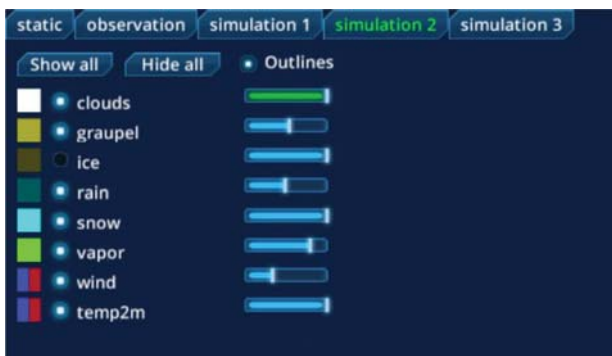 static observation simulation 1 simulation 2 simulation 3
Show all Hide all Outlines
clouds
graupel
ice
rain
snow
vapor
wind
temp2m